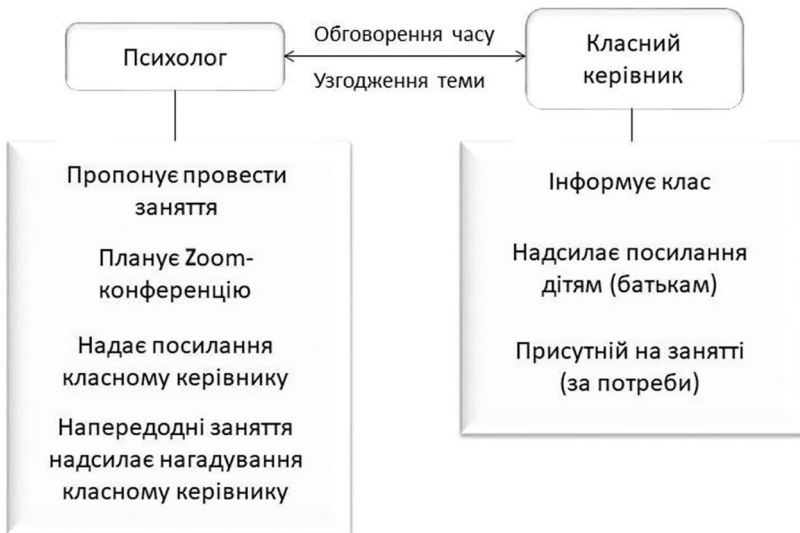 Психолог
Обговорення часу
Узгодження теми
Класний
керівник
Пропонує провести
заняття
Планує Zoom-
конференцію
Надає посилання
класному керівнику
Напередодні заняття
надсилає нагадування
класному керівнику
Інформує клас
Надсилає посилання
дітям (батькам)
Присутній на занятті
(за потреби)